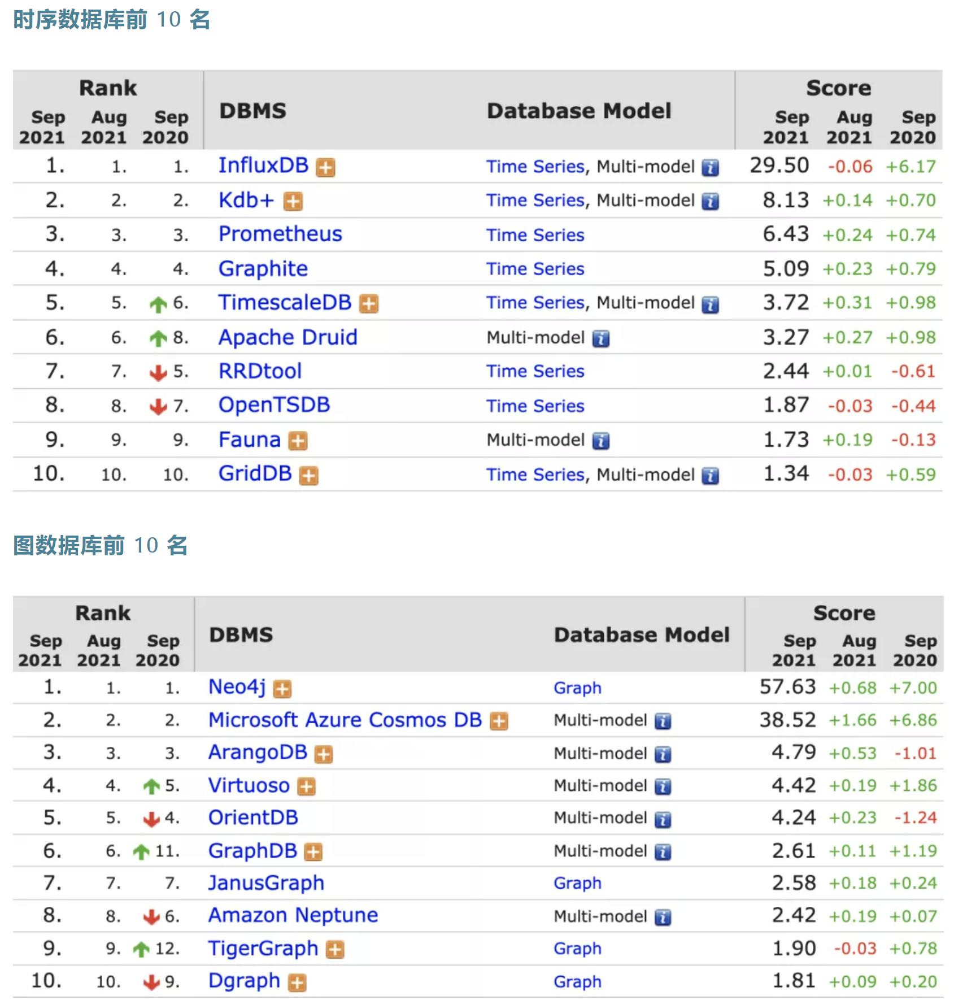 时序数据库前 10 名
Rank Score
Sep Aug Sep DBMS Database Model Sep Aug Sep
2021 2021 2020 2021 2021 2020
1. 1. 1. InfluxDB Time Series, Multi-model 29.50 -0.06 +6.17
2. 2. 2. Kdb+ Time Series, Multi-model 8.13 +0.14 +0.70
3. 3. 3. Prometheus Time Series 6.43 +0.24 +0.74
4. 4. 4. Graphite Time Series 5.09 +0.23 +0.79
5. 5. 6. TimescaleDB Time Series, Multi-model 3.72 +0.31 +0.98
6. 6. 8. Apache Druid Multi-model 3.27 +0.27 +0.98
7. 7. 5. RRDtool Time Series 2.44 +0.01 -0.61
8. 8. 7. OpenTSDB Time Series 1.87 -0.03 -0.44
9. 9. 9. Fauna Multi-model 1.73 +0.19 -0.13
10. 10. 10. GridDB Time Series, Multi-model 1.34 -0.03 +0.59
图数据库前 10 名
Rank Score
Sep Aug Sep DBMS Database Model Sep Aug Sep
2021 2021 2020 2021 2021 2020
1. 1. 1. Neo4j Graph 57.63 +0.68 +7.00
2. 2. 2. Microsoft Azure Cosmos DB Multi-model 38.52 +1.66 +6.86
3. 3. 3. ArangoDB Multi-model 4.79 +0.53 -1.01
4. 4. 5. Virtuoso Multi-model 4.42 +0.19 +1.86
5. 5. 4. OrientDB Multi-model 4.24 +0.23 -1.24
6. 6. 11. GraphDB Multi-model 2.61 +0.11 +1.19
7. 7. 7. JanusGraph Graph 2.58 +0.18 +0.24
8. 8. 6. Amazon Neptune Multi-model 2.42 +0.19 +0.07
9. 9. 12. TigerGraph Graph 1.90 -0.03 +0.78
10. 10. 9. Dgraph Graph 1.81 +0.09 +0.20